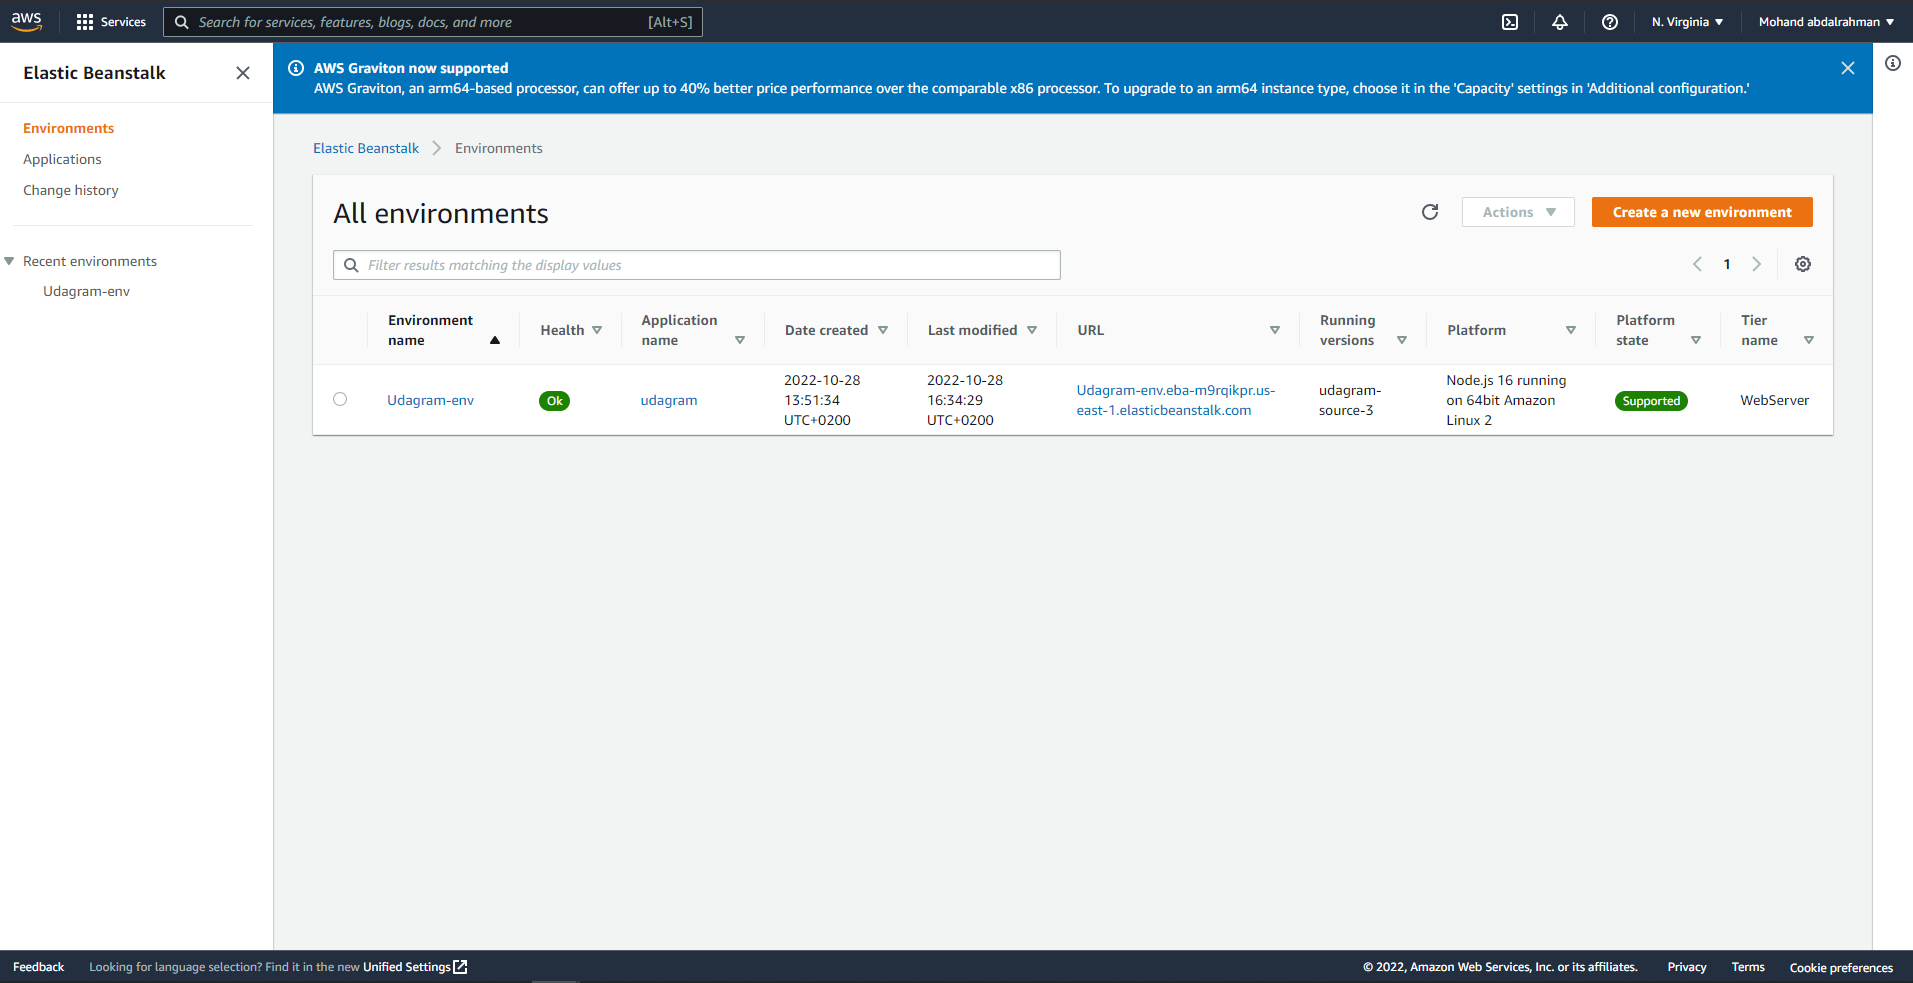 aws
Services
Search for services, features, blogs, docs, and more
[Alt+S]
N. Virginia
Mohand abdalrahman
Elastic Beanstalk
Environments
Applications
Change history
Recent environments
Udagram-env
AWS Graviton now supported
AWS Graviton, an arm64-based processor, can offer up to 40% better price performance over the comparable x86 processor. To upgrade to an arm64 instance type, choose it in the 'Capacity' settings in 'Additional configuration.'
Elastic Beanstalk
Environments
All environments
Actions
Create a new environment
Filter results matching the display values
1
Environment
name
Health
Application
name
Date created
Last modified
URL
Running
versions
Platform
Platform
state
Tier
name
Udagram-env
Ok
udagram
2022-10-28
13:51:34
UTC+0200
2022-10-28
16:34:29
UTC+0200
Udagram-env.eba-m9rqikpr.us-
east-1.elasticbeanstalk.com
udagram-
source-3
Node.js 16 running
on 64bit Amazon
Linux 2
Supported
WebServer
Feedback
Looking for language selection? Find it in the new Unified Settings
© 2022, Amazon Web Services, Inc. or its affiliates.
Privacy
Terms
Cookie preferences